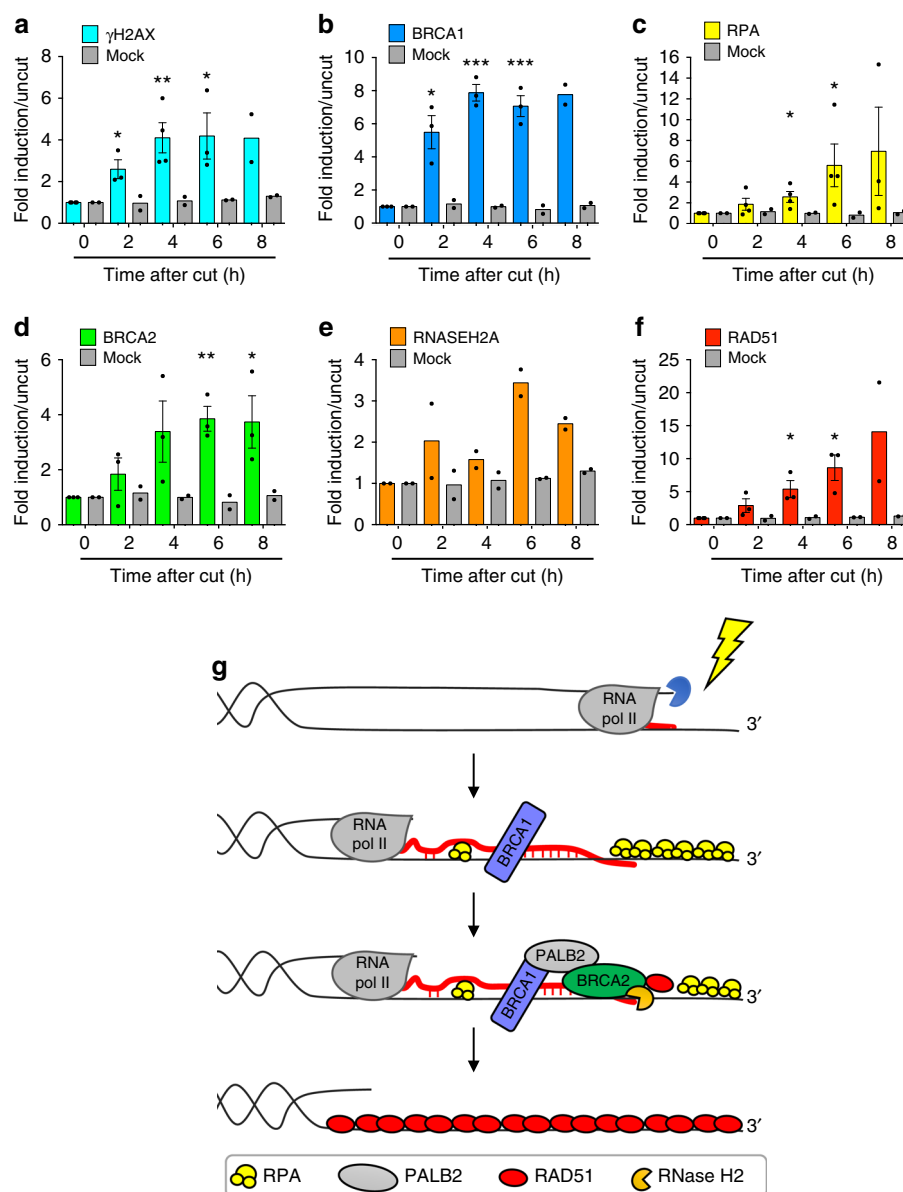 a
γH2AX
Mock
Fold induction/uncut
8
6
4
2
0
*
**
*
0 2 4 6 8
Time after cut (h)
b
BRCA1
Mock
Fold induction/uncut
10
8
6
4
2
0
*
***
***
0 2 4 6 8
Time after cut (h)
c
RPA
Mock
Fold induction/uncut
16
14
12
10
8
6
4
2
0
*
*
0 2 4 6 8
Time after cut (h)
d
BRCA2
Mock
Fold induction/uncut
6
4
2
0
**
*
0 2 4 6 8
Time after cut (h)
e
RNASEH2A
Mock
Fold induction/uncut
4
3
2
1
0
0 2 4 6 8
Time after cut (h)
f
RAD51
Mock
Fold induction/uncut
25
20
15
10
5
0
*
*
0 2 4 6 8
Time after cut (h)
g
RNA
pol II
3′
RNA
pol II
BRCA1
3′
RNA
pol II
BRCA1
PALB2
BRCA2
3′
3′
RPA PALB2 RAD51 RNase H2